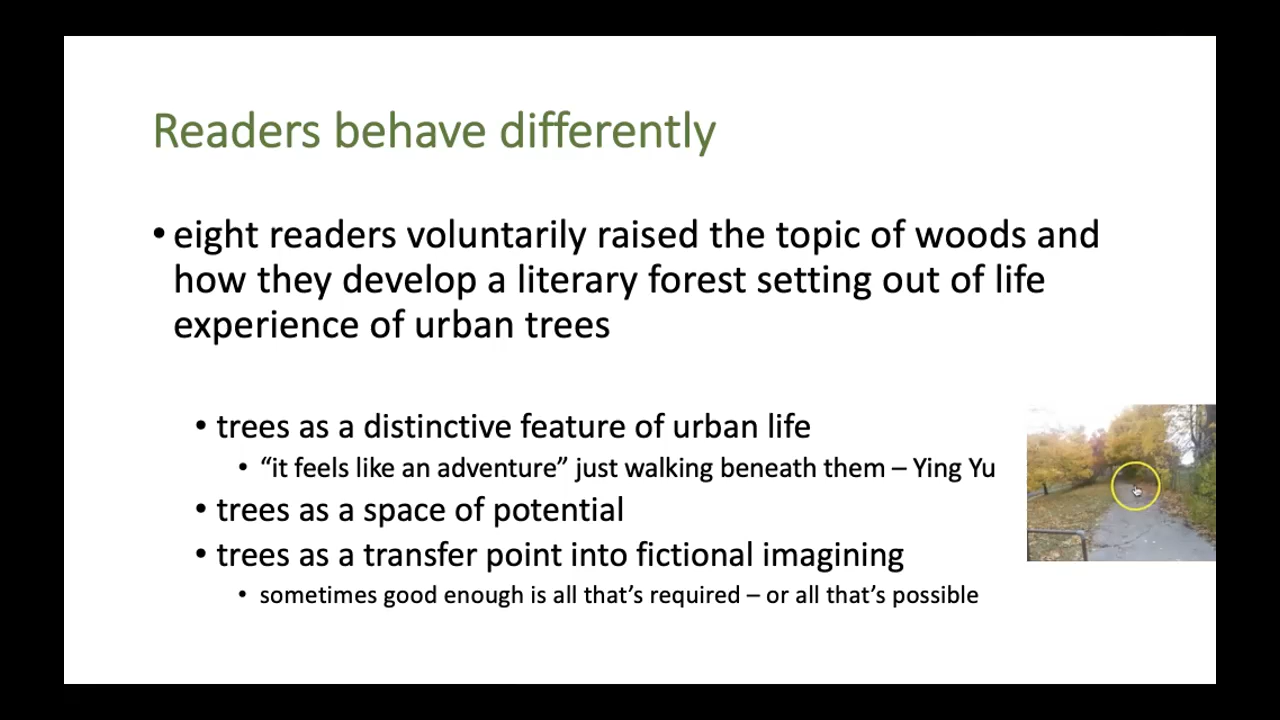 Readers behave differently
• eight readers voluntarily raised the topic of woods and
how they develop a literary forest setting out of life
experience of urban trees
• trees as a distinctive feature of urban life
• “it feels like an adventure” just walking beneath them – Ying Yu
• trees as a space of potential
• trees as a transfer point into fictional imagining
• sometimes good enough is all that’s required – or all that’s possible